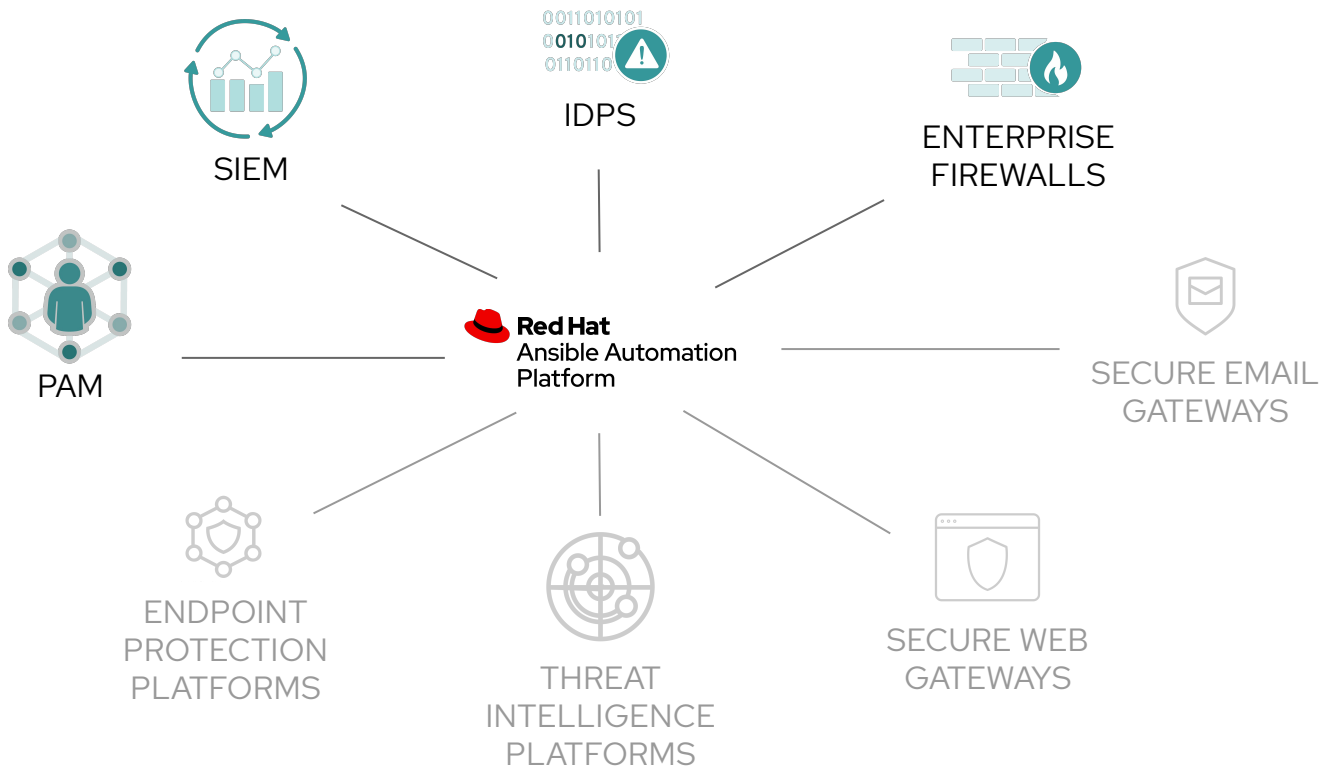 0011010101
001010
0110110
IDPS
SIEM
ENTERPRISE
FIREWALLS
PAM
Red Hat
Ansible Automation
Platform
SECURE EMAIL
GATEWAYS
ENDPOINT
PROTECTION
PLATFORMS
THREAT
INTELLIGENCE
PLATFORMS
SECURE WEB
GATEWAYS